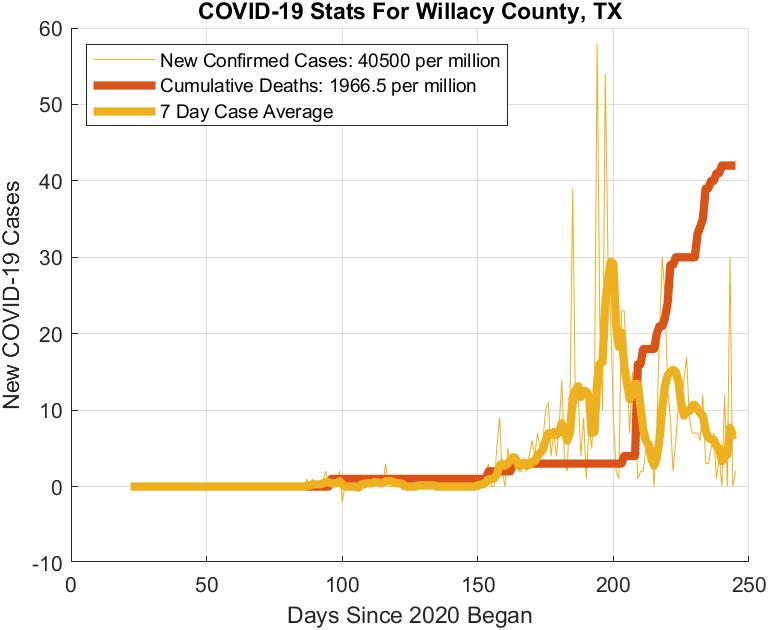 COVID-19 Stats For Willacy County, TX
60
New Confirmed Cases: 40500 per million
Cumulative Deaths: 1966.5 per million
7 Day Case Average
50
40
30
20
10
0
-10
New COVID-19 Cases
0 50 100 150 200 250
Days Since 2020 Began